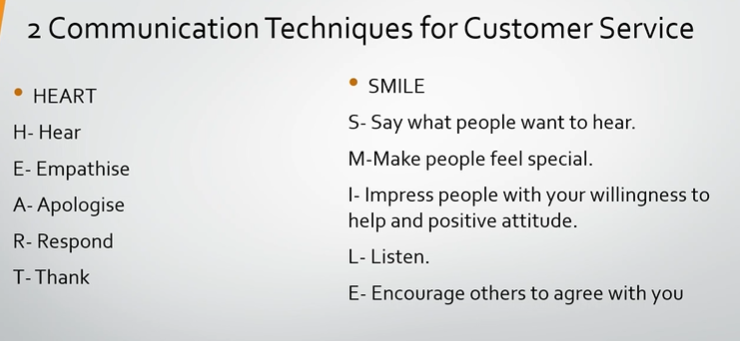 2 Communication Techniques for Customer Service
• HEART
H- Hear
E- Empathise
A- Apologise
R- Respond
T- Thank
• SMILE
S- Say what people want to hear.
M-Make people feel special.
I- Impress people with your willingness to
help and positive attitude.
L- Listen.
E- Encourage others to agree with you